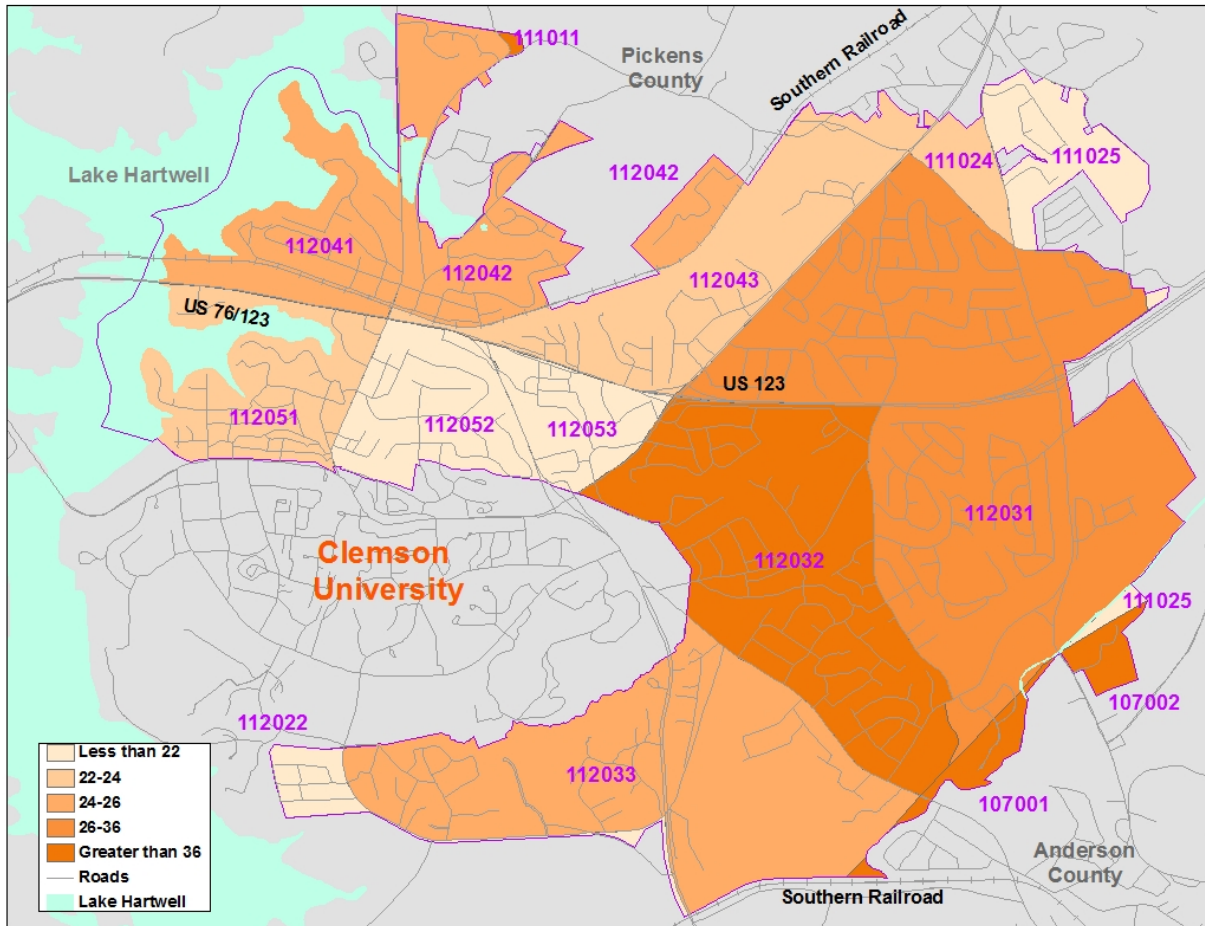 111011
Pickens
County
Southern Railroad
Lake Hartwell
112042
111024
111025
112041
112042
112043
US 76/123
US 123
112051
112052
112053
112031
Clemson
University
112032
111025
107002
112022
112033
107001
Less than 22
22-24
24-26
26-36
Greater than 36
Roads
Lake Hartwell
Anderson
County
Southern Railroad